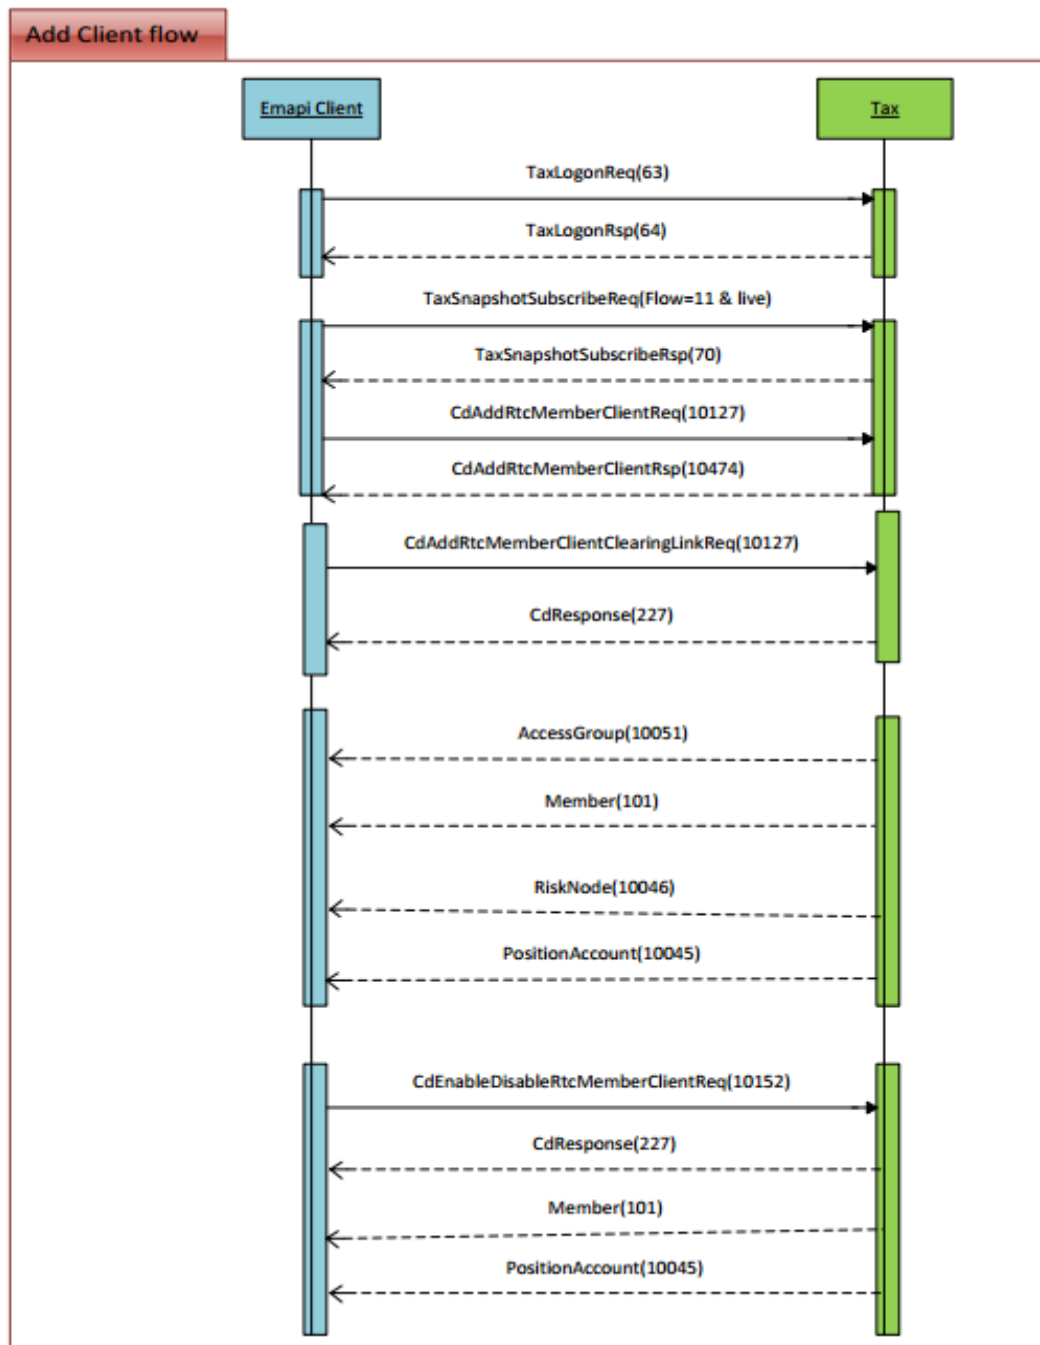 Add Client flow
Emapi Client
Tax
TaxLogonReq(63)
TaxLogonRsp(64)
TaxSnapshotSubscribeReq(Flow=11 & live)
TaxSnapshotSubscribeRsp(70)
CdAddRtcMemberClientReq(10127)
CdAddRtcMemberClientRsp(10474)
CdAddRtcMemberClientClearingLinkReq(10127)
CdResponse(227)
AccessGroup(10051)
Member(101)
RiskNode(10046)
PositionAccount(10045)
CdEnableDisableRtcMemberClientReq(10152)
CdResponse(227)
Member(101)
PositionAccount(10045)